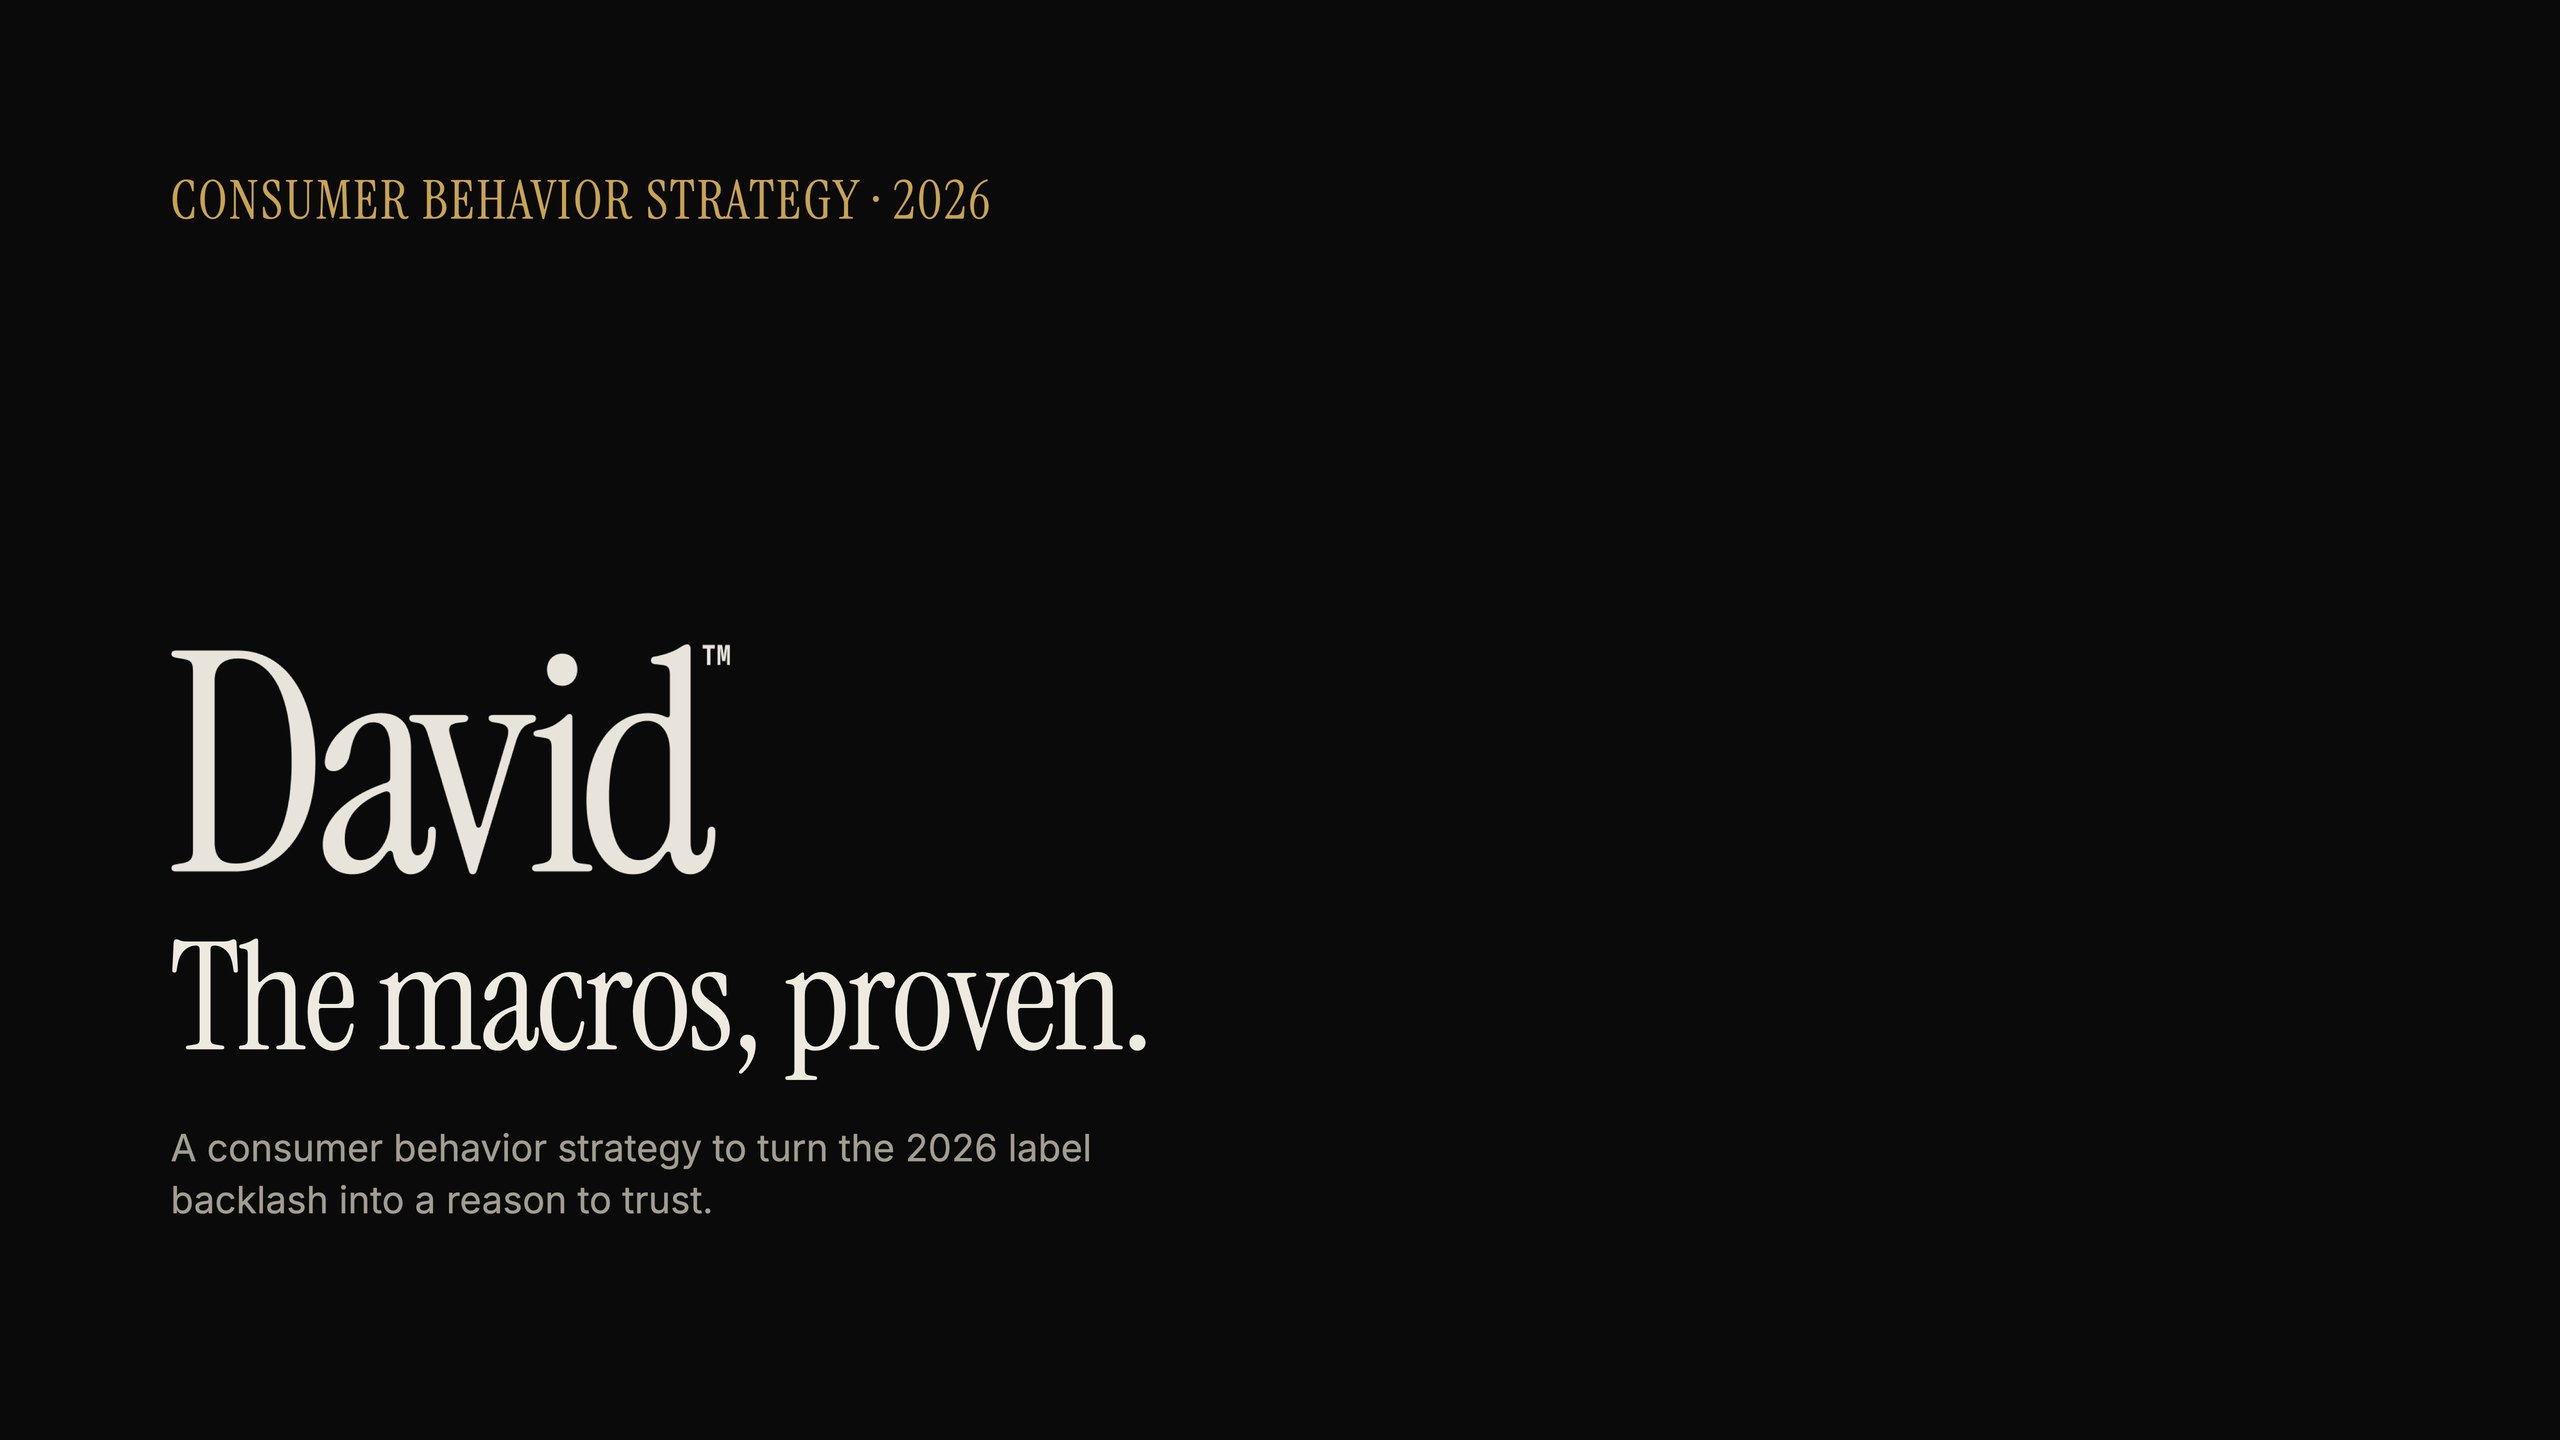 CONSUMER BEHAVIOR STRATEGY · 2026
David™
The macros, proven.
A consumer behavior strategy to turn the 2026 label
backlash into a reason to trust.